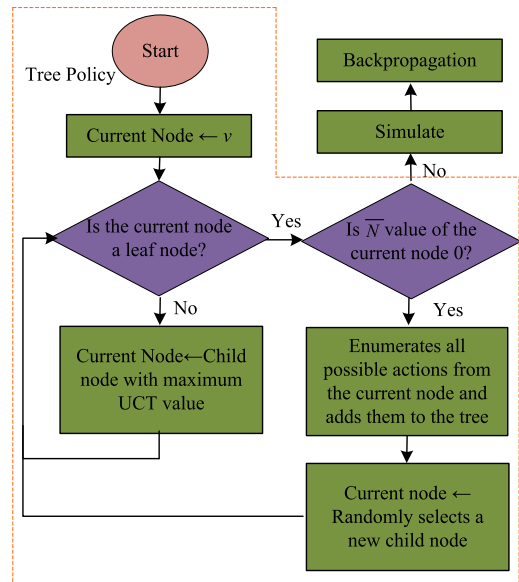 Start
Tree Policy
Current Node ← v
Is the current node
a leaf node?
Yes
No
Current Node←Child
node with maximum
UCT value
Backpropagation
Simulate
No
Is N̅ value of the
current node 0?
Yes
Enumerates all
possible actions from
the current node and
adds them to the tree
Current node ←
Randomly selects a
new child node